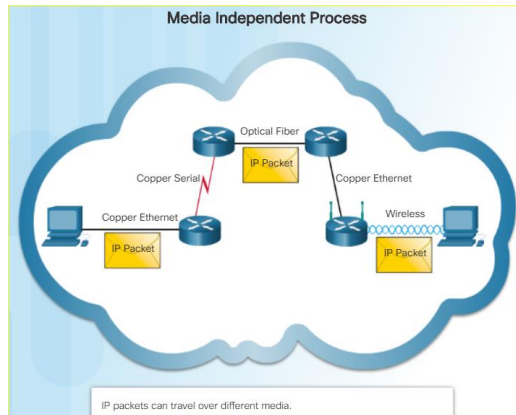 Media Independent Process
Optical Fiber
IP Packet
Copper Serial
Copper Ethernet
Copper Ethernet
IP Packet
Wireless
IP Packet
IP packets can travel over different media.